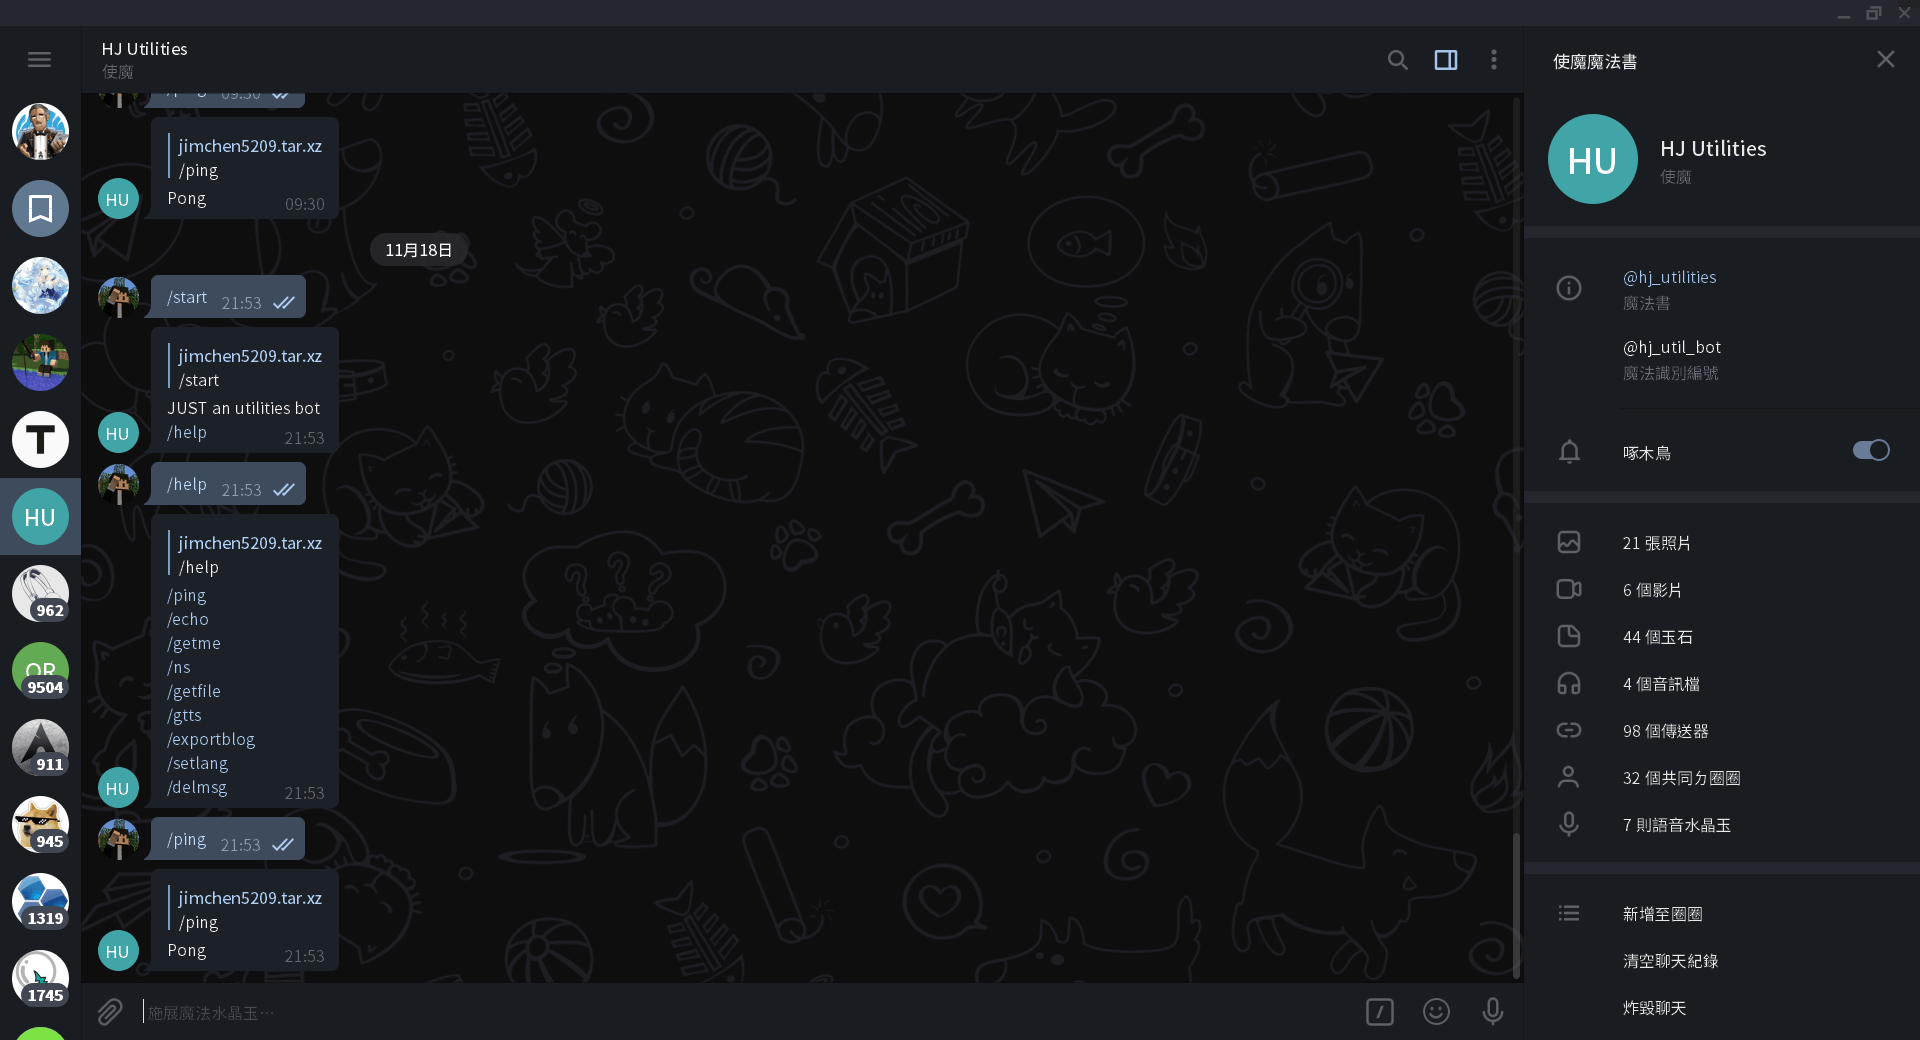 HJ Utilities
使魔
09:30
jimchen5209.tar.xz
/ping
Pong
09:30
HU
11月18日
/start
21:53
jimchen5209.tar.xz
/start
JUST an utilities bot
/help
21:53
HU
/help
21:53
jimchen5209.tar.xz
/help
/ping
/echo
/getme
/ns
/getfile
/gtts
/exportblog
/setlang
/delmsg
21:53
HU
/ping
21:53
jimchen5209.tar.xz
/ping
Pong
21:53
HU
施展魔法水晶玉…
T
HU
962
OR
9504
911
945
1319
1745
使魔魔法書
HU
HJ Utilities
使魔
@hj_utilities
魔法書
@hj_util_bot
魔法識別編號
啄木鳥
21 張照片
6 個影片
44 個玉石
4 個音訊檔
98 個傳送器
32 個共同ㄉ圈圈
7 則語音水晶玉
新增至圈圈
清空聊天紀錄
炸毀聊天